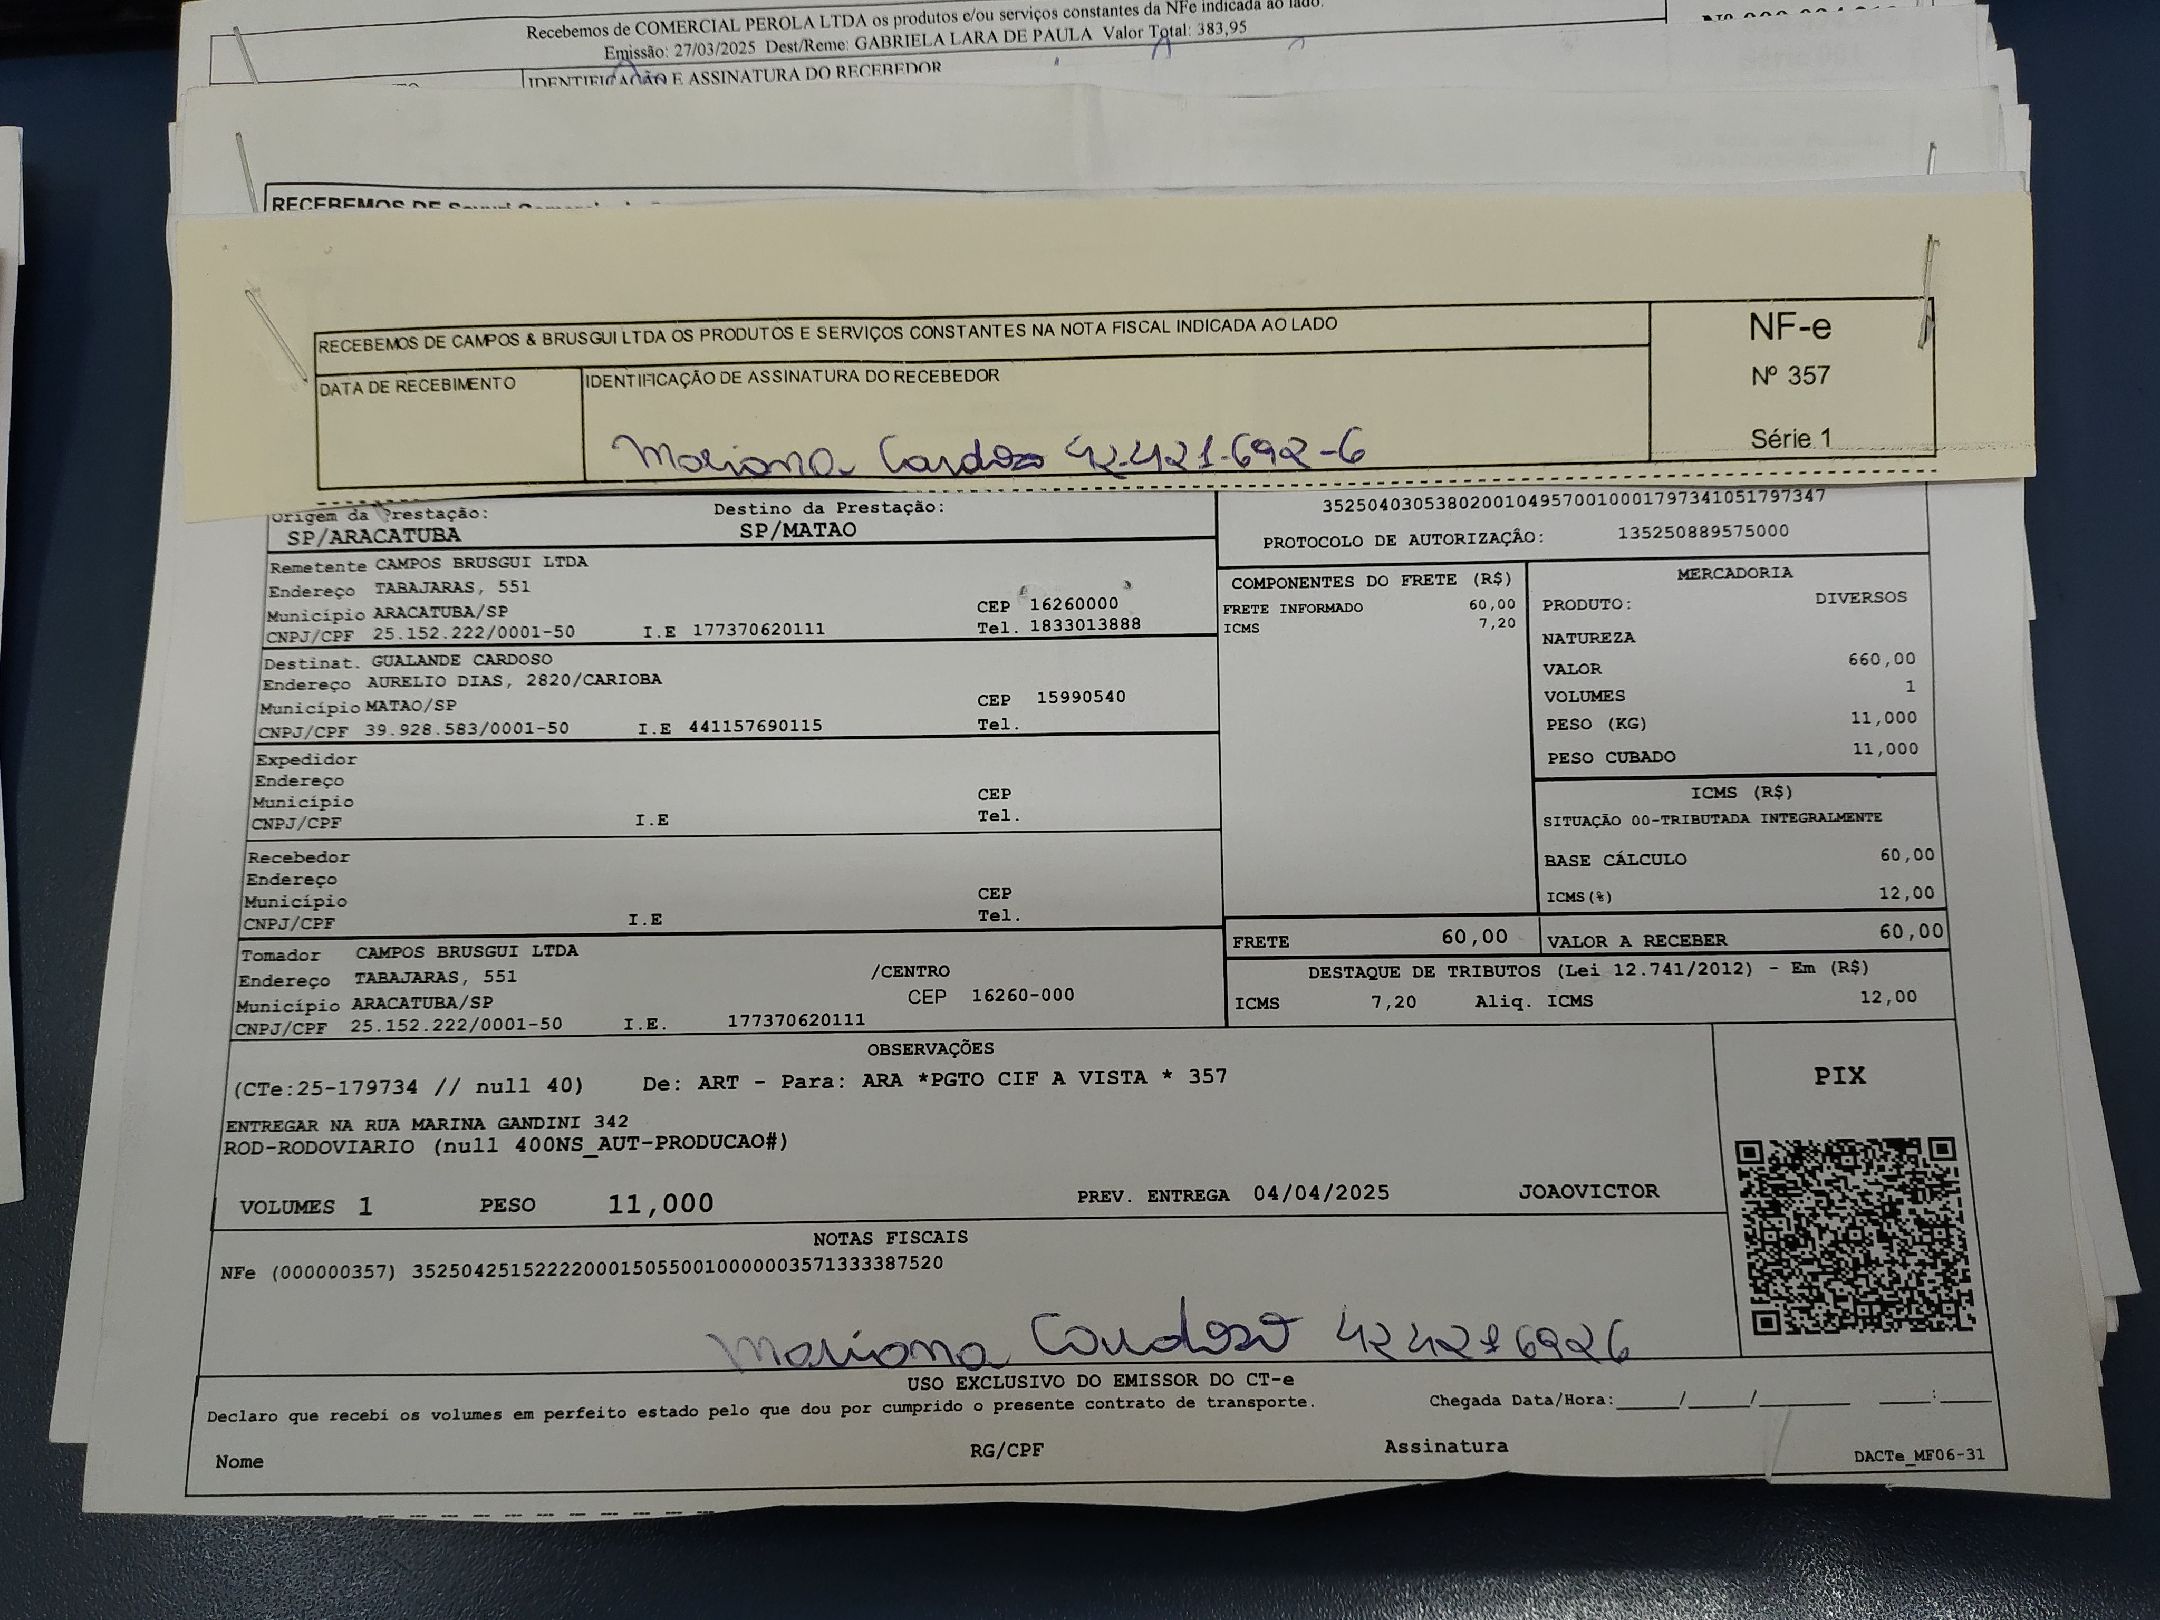 Recebemos de COMERCIAL PEROLA LTDA os produtos e/ou serviços constantes da NFe indicada ao lado.
Emissão: 27/03/2025 Dest/Reme: GABRIELA LARA DE PAULA Valor Total: 383,95
IDENTIFICAÇÃO E ASSINATURA DO RECEBEDOR
RECEBEMOS DE
RECEBEMOS DE CAMPOS & BRUSGUI LTDA OS PRODUTOS E SERVIÇOS CONSTANTES NA NOTA FISCAL INDICADA AO LADO
NF-e
Nº 357
Série 1
DATA DE RECEBIMENTO
IDENTIFICAÇÃO DE ASSINATURA DO RECEBEDOR
Mariana Cardoso 42.421.692-6
Origem da Prestação:
SP/ARACATUBA
Destino da Prestação:
SP/MATAO
35250403053802001049570010001797341051797347
PROTOCOLO DE AUTORIZAÇÃO: 135250889575000
Remetente CAMPOS BRUSGUI LTDA
Endereço TABAJARAS, 551
Município ARACATUBA/SP CEP 16260000
CNPJ/CPF 25.152.222/0001-50 I.E 177370620111 Tel. 1833013888
Destinat. GUALANDE CARDOSO
Endereço AURELIO DIAS, 2820/CARIOBA
Município MATAO/SP CEP 15990540
CNPJ/CPF 39.928.583/0001-50 I.E 441157690115 Tel.
Expedidor
Endereço
Município CEP
CNPJ/CPF I.E Tel.
Recebedor
Endereço
Município CEP
CNPJ/CPF I.E Tel.
Tomador CAMPOS BRUSGUI LTDA
Endereço TABAJARAS, 551 /CENTRO
Município ARACATUBA/SP CEP 16260-000
CNPJ/CPF 25.152.222/0001-50 I.E. 177370620111
COMPONENTES DO FRETE (R$)
FRETE INFORMADO 60,00
ICMS 7,20
MERCADORIA
PRODUTO: DIVERSOS
NATUREZA
VALOR 660,00
VOLUMES 1
PESO (KG) 11,000
PESO CUBADO 11,000
ICMS (R$)
SITUAÇÃO 00-TRIBUTADA INTEGRALMENTE
BASE CÁLCULO 60,00
ICMS(%) 12,00
FRETE 60,00 VALOR A RECEBER 60,00
DESTAQUE DE TRIBUTOS (Lei 12.741/2012) - Em (R$)
ICMS 7,20 Aliq. ICMS 12,00
OBSERVAÇÕES
(CTe:25-179734 // null 40) De: ART - Para: ARA *PGTO CIF A VISTA * 357
ENTREGAR NA RUA MARINA GANDINI 342
ROD-RODOVIARIO (null 400NS_AUT-PRODUCAO#)
VOLUMES 1 PESO 11,000 PREV. ENTREGA 04/04/2025 JOAOVICTOR
PIX
NOTAS FISCAIS
NFe (000000357) 35250425152222000150550010000003571333387520
Mariana Cardoso 424216926
USO EXCLUSIVO DO EMISSOR DO CT-e
Declaro que recebi os volumes em perfeito estado pelo que dou por cumprido o presente contrato de transporte. Chegada Data/Hora:____/____/______ ____:____
Nome RG/CPF Assinatura
DACTe_MF06-31